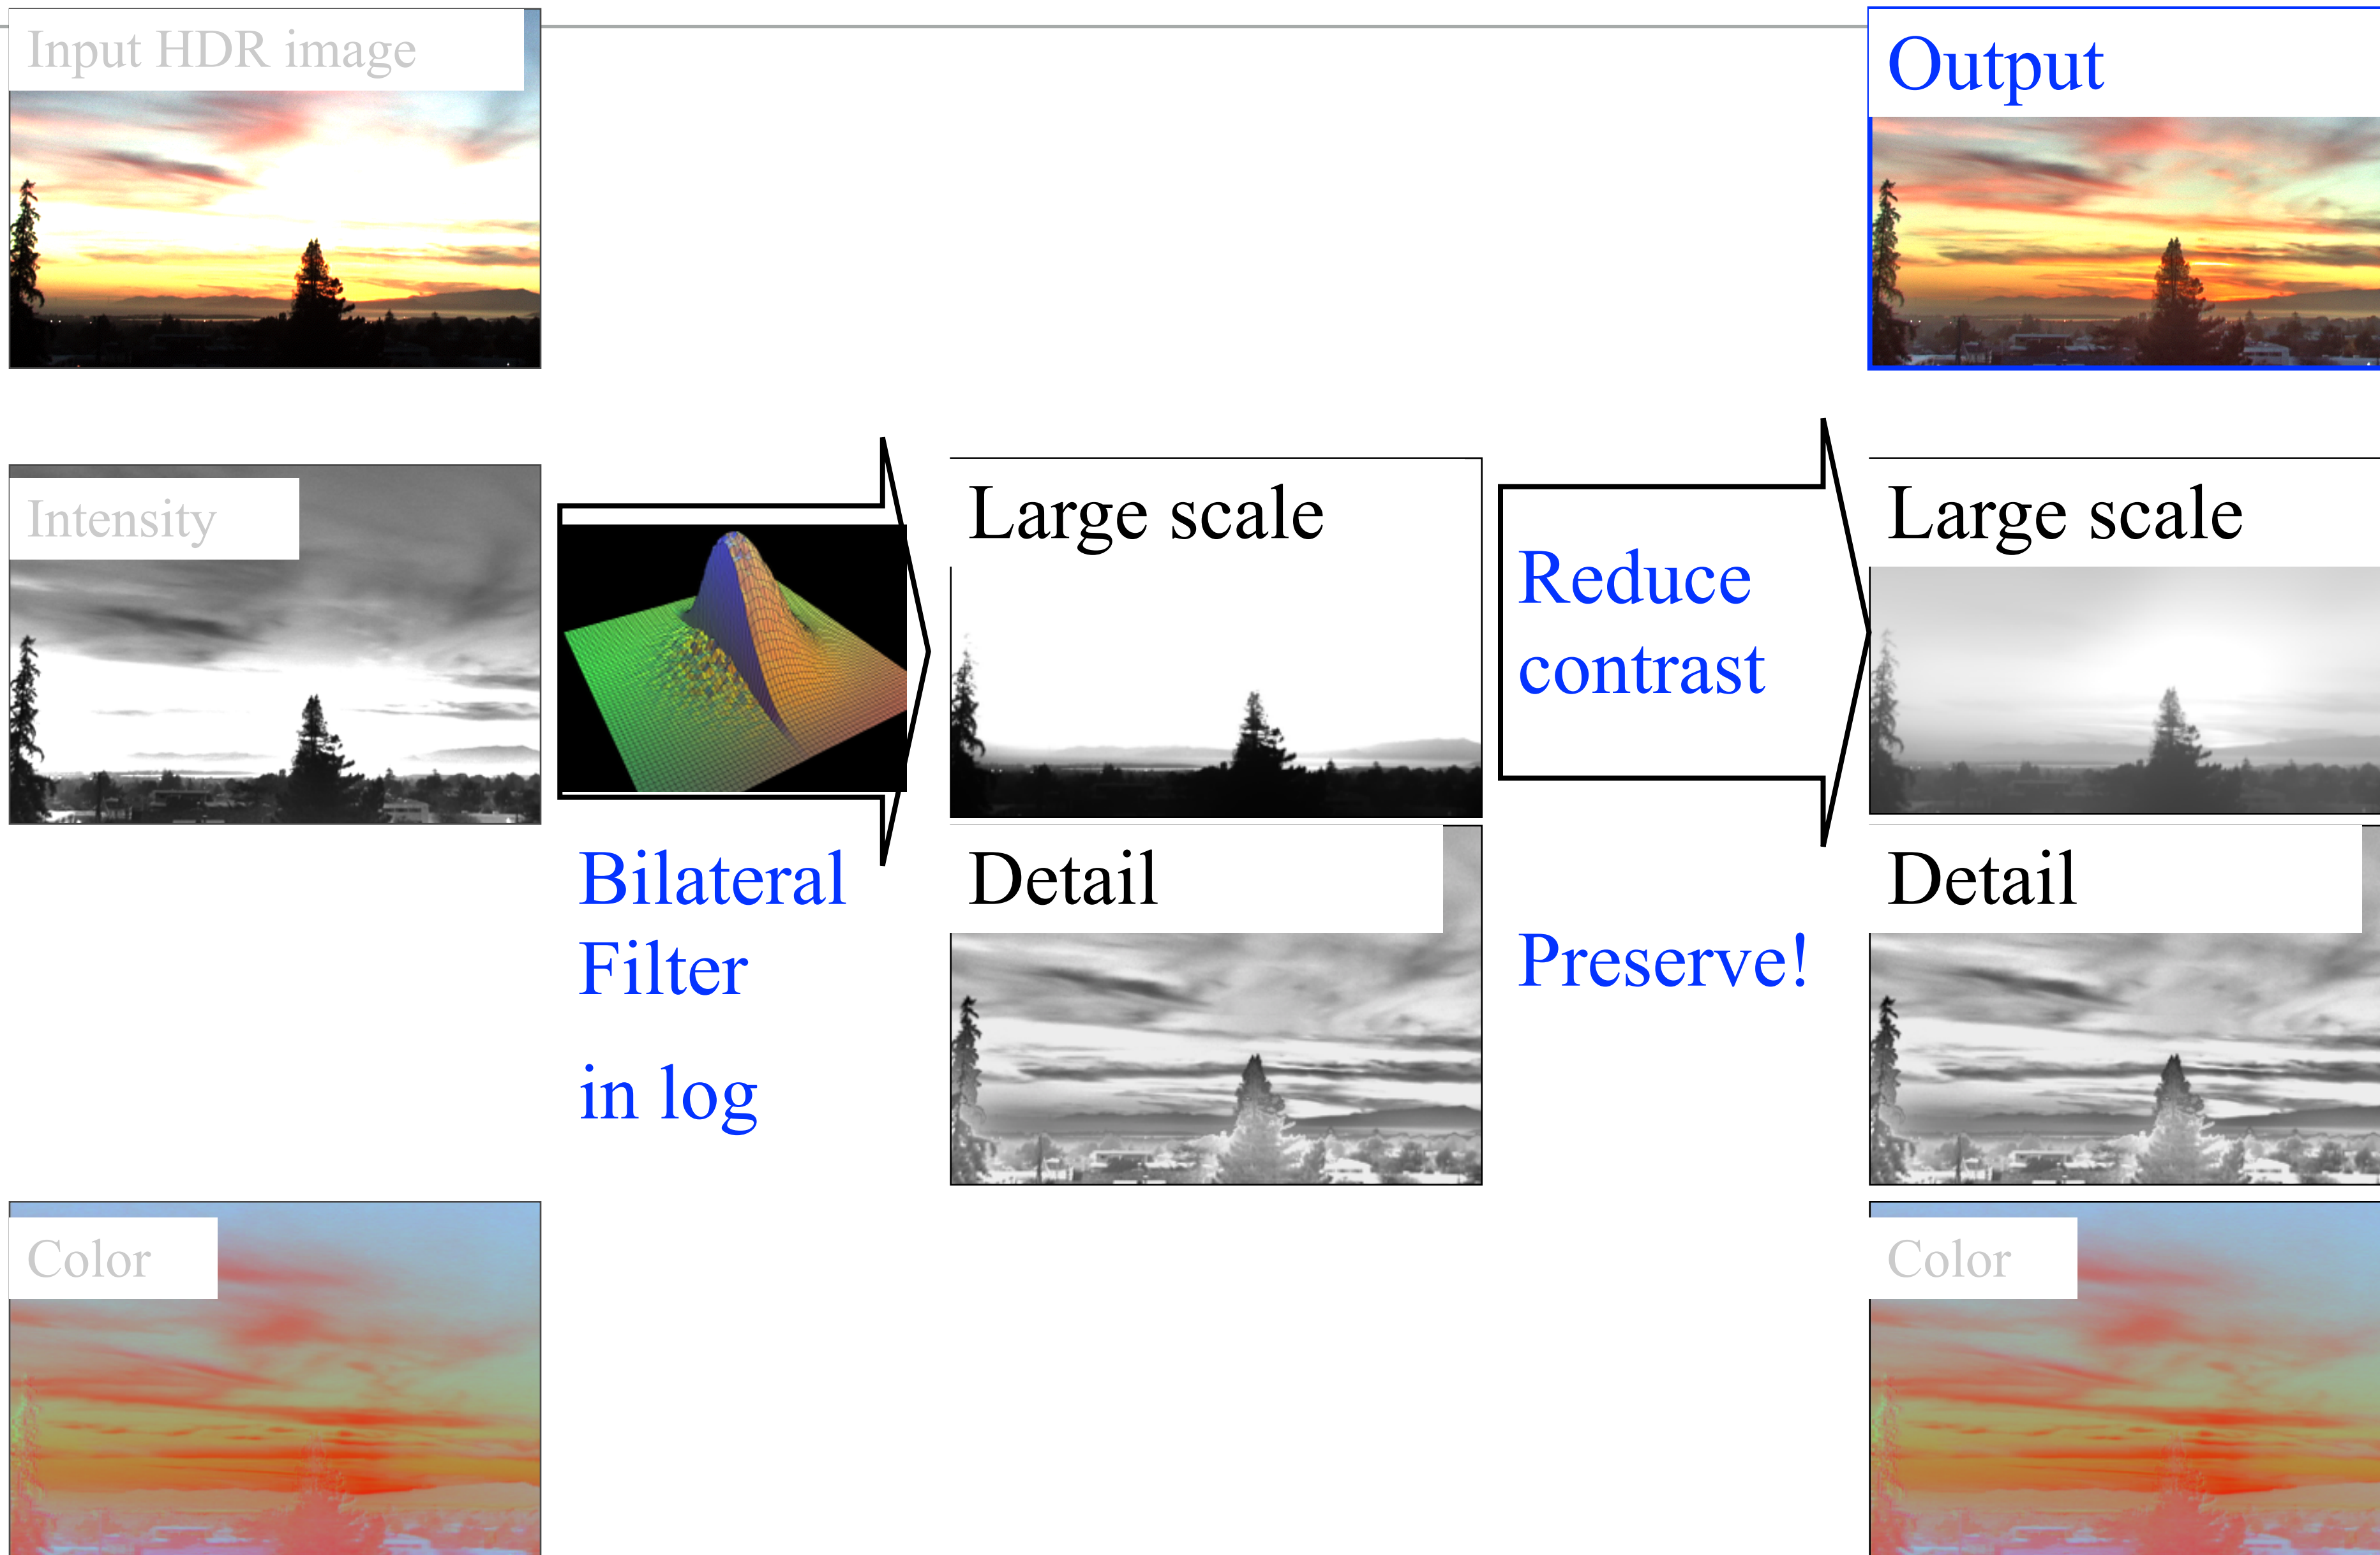 Input HDR image
Output
Intensity
Large scale
Reduce
contrast
Large scale
Bilateral
Filter
in log
Detail
Preserve!
Detail
Color
Color